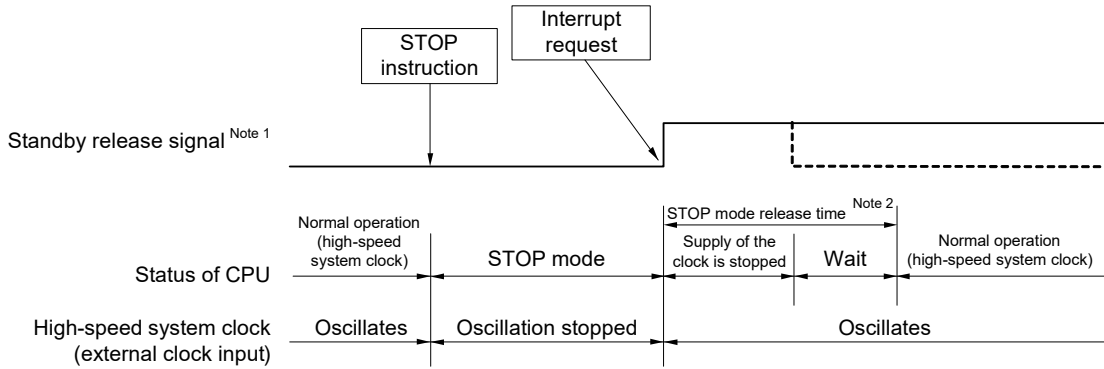 Interrupt
request
STOP
instruction
Standby release signal Note 1
STOP mode release time Note 2
Normal operation
(high-speed
system clock)
Supply of the
clock is stopped
Normal operation
(high-speed system clock)
Status of CPU
STOP mode
Wait
High-speed system clock
(external clock input)
Oscillates
Oscillation stopped
Oscillates